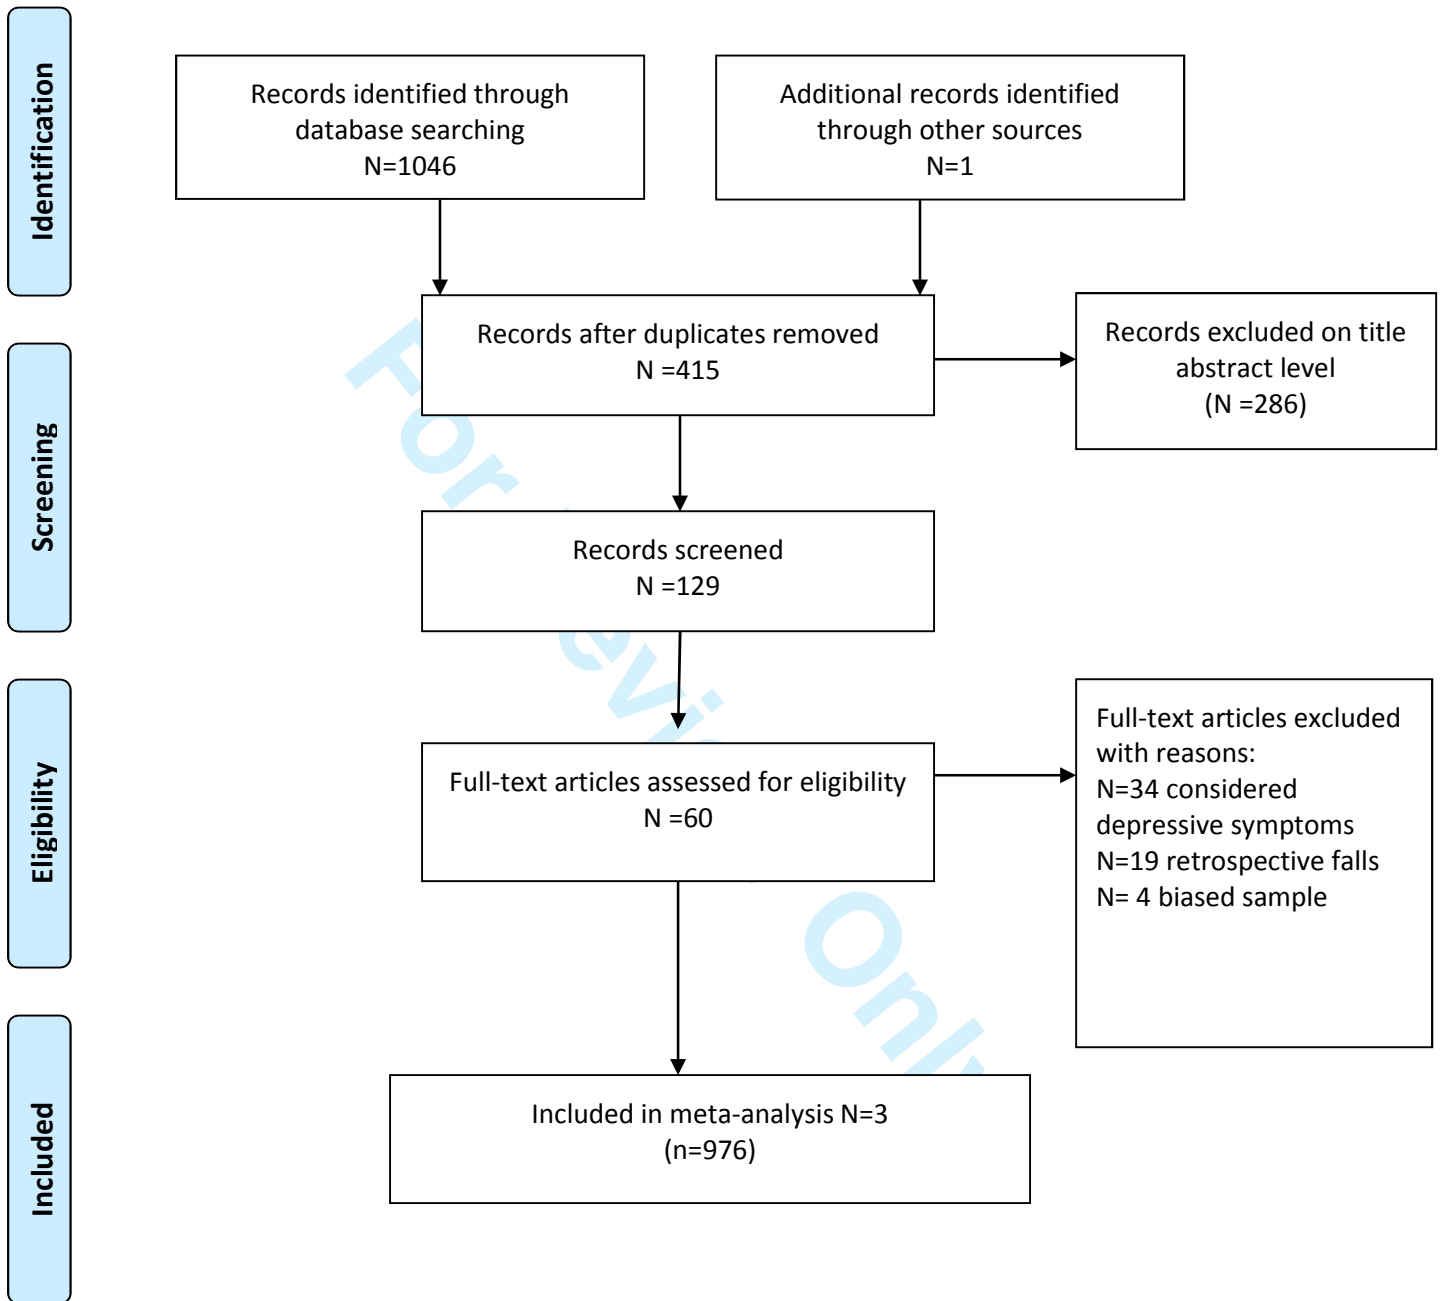 Identification
Records identified through
database searching
N=1046
Additional records identified
through other sources
N=1
Screening
Records after duplicates removed
N =415
Records excluded on title
abstract level
(N =286)
Records screened
N =129
Eligibility
Full-text articles assessed for eligibility
N =60
Full-text articles excluded
with reasons:
N=34 considered
depressive symptoms
N=19 retrospective falls
N= 4 biased sample
Included
Included in meta-analysis N=3
(n=976)
For
Only